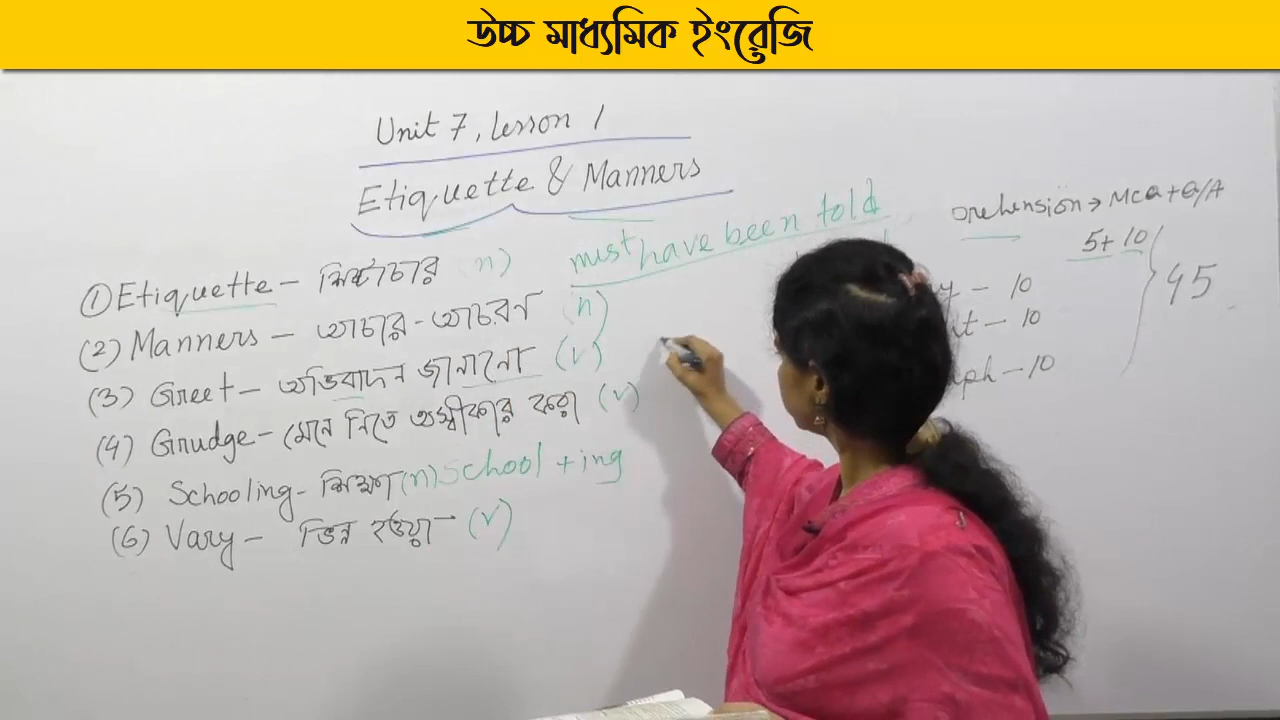 উচ্চ মাধ্যমিক ইংরেজি
Unit 7, Lesson 1
Etiquette & Manners
must have been told
(1) Etiquette – শিষ্টাচার (n)
(2) Manners – আচার-আচরণ (n)
(3) Greet – অভিবাদন জানানো (v)
(4) Grudge – মেনে নিতে অস্বীকার করা (v)
(5) Schooling – শিক্ষা (n) School + ing
(6) Vary – ভিন্ন হওয়া – (v)
orehension → MCQ + Q/A
5 + 10
y – 10
it – 10
aph – 10
45